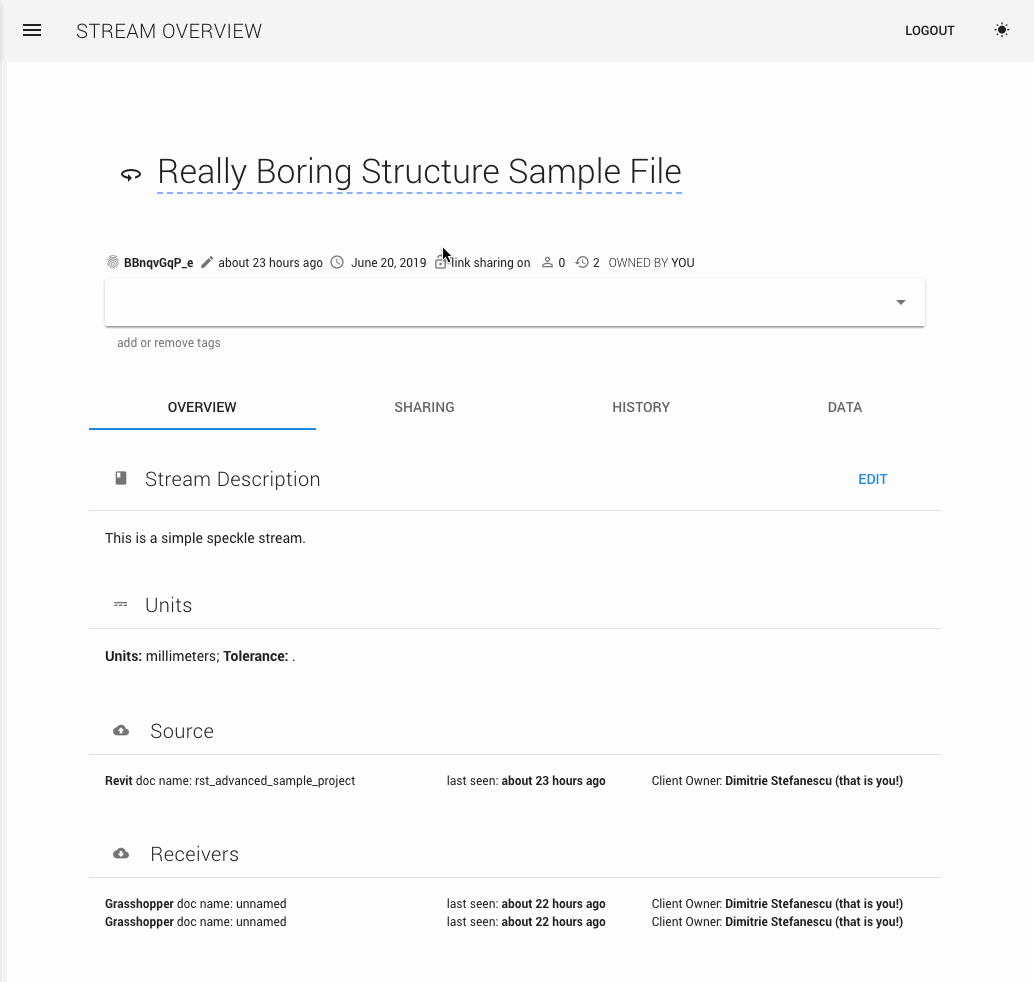 STREAM OVERVIEW LOGOUT
Really Boring Structure Sample File
BBnqvGqP_e about 23 hours ago June 20, 2019 link sharing on 0 2 OWNED BY YOU
add or remove tags
OVERVIEW SHARING HISTORY DATA
Stream Description EDIT
This is a simple speckle stream.
Units
Units: millimeters; Tolerance: .
Source
Revit doc name: rst_advanced_sample_project last seen: about 23 hours ago Client Owner: Dimitrie Stefanescu (that is you!)
Receivers
Grasshopper doc name: unnamed last seen: about 22 hours ago Client Owner: Dimitrie Stefanescu (that is you!)
Grasshopper doc name: unnamed last seen: about 22 hours ago Client Owner: Dimitrie Stefanescu (that is you!)